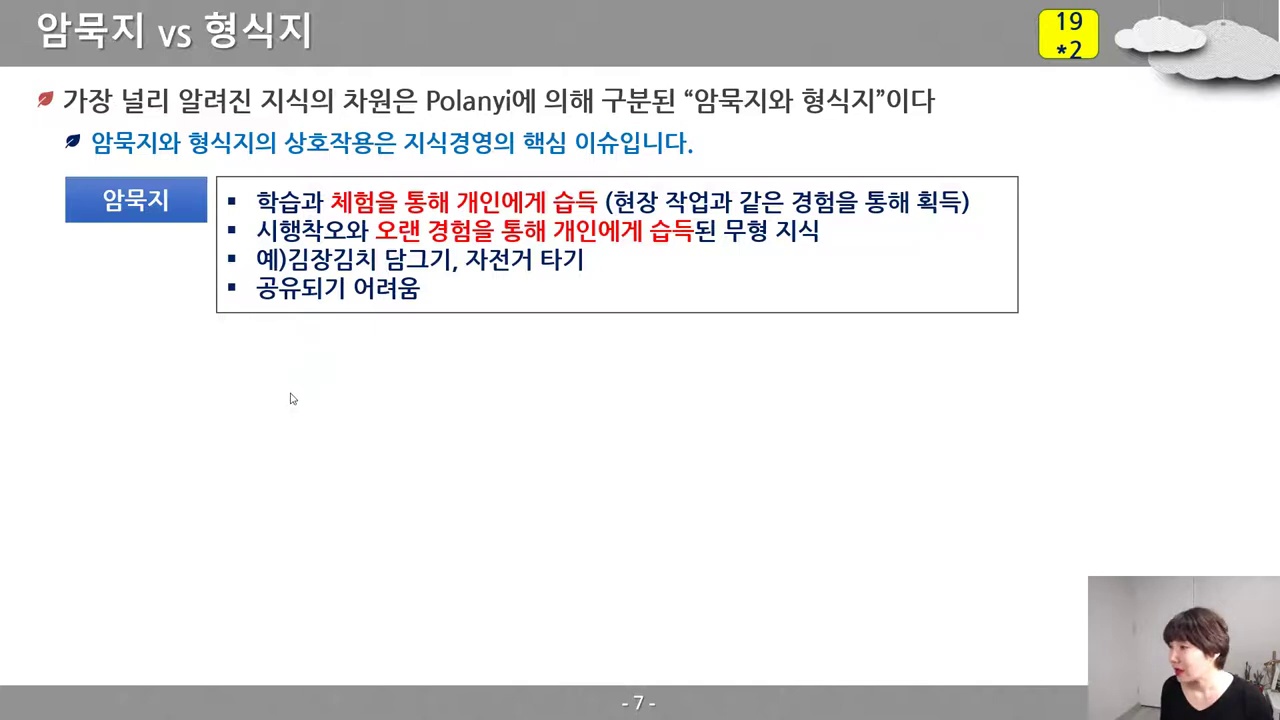 암묵지 vs 형식지
19
*2
가장 널리 알려진 지식의 차원은 Polanyi에 의해 구분된 “암묵지와 형식지”이다
암묵지와 형식지의 상호작용은 지식경영의 핵심 이슈입니다.
암묵지
▪ 학습과 체험을 통해 개인에게 습득 (현장 작업과 같은 경험을 통해 획득)
▪ 시행착오와 오랜 경험을 통해 개인에게 습득된 무형 지식
▪ 예)김장김치 담그기, 자전거 타기
▪ 공유되기 어려움
- 7 -